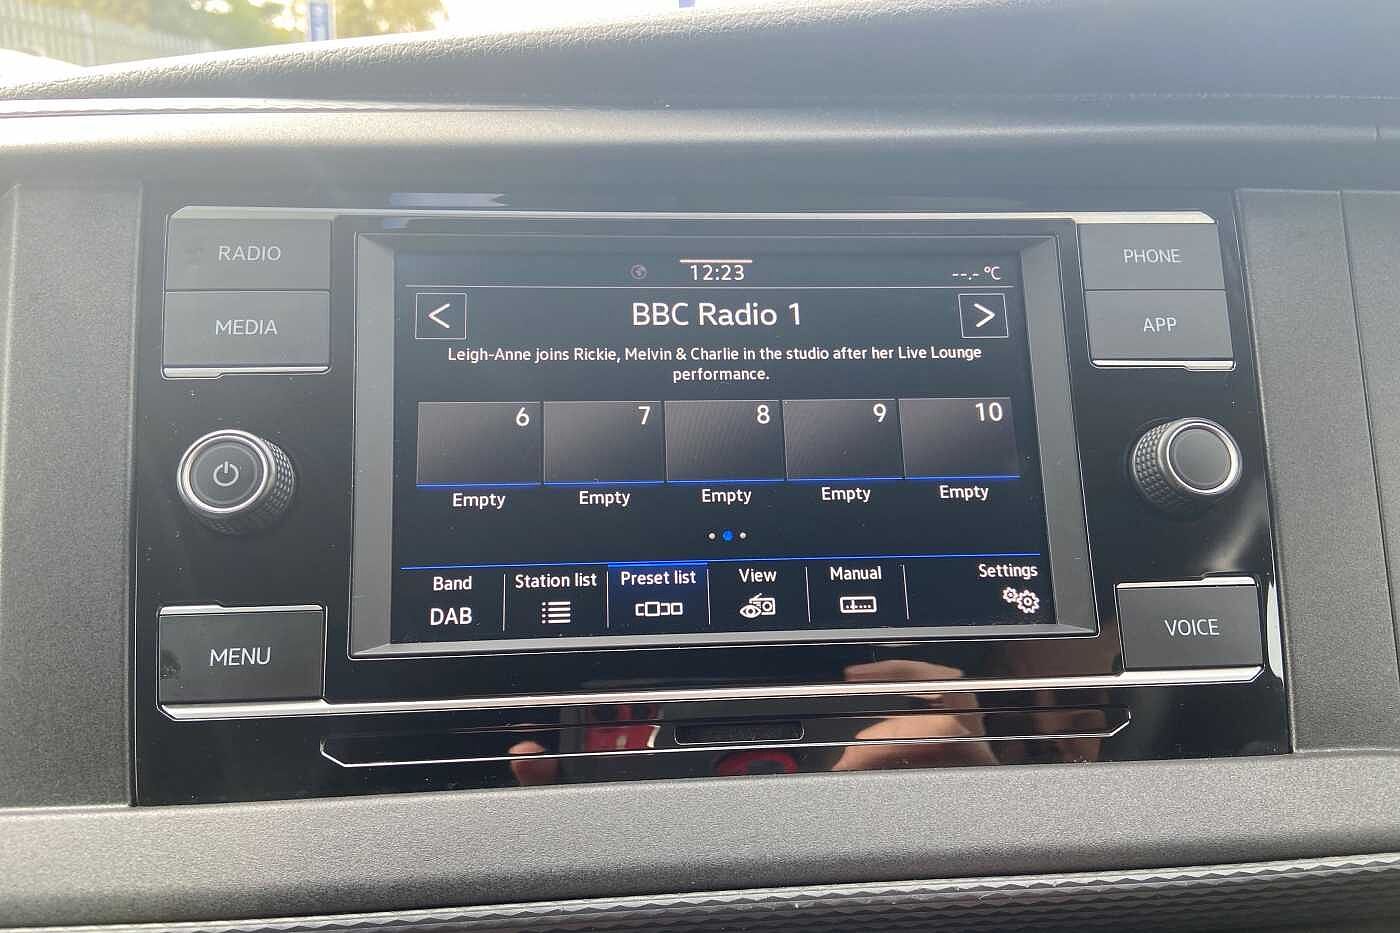 RADIO
MEDIA
MENU
12:23
--.- °C
<
BBC Radio 1
>
Leigh-Anne joins Rickie, Melvin & Charlie in the studio after her Live Lounge
performance.
6 7 8 9 10
Empty Empty Empty Empty Empty
Band Station list Preset list View Manual Settings
DAB
PHONE
APP
VOICE